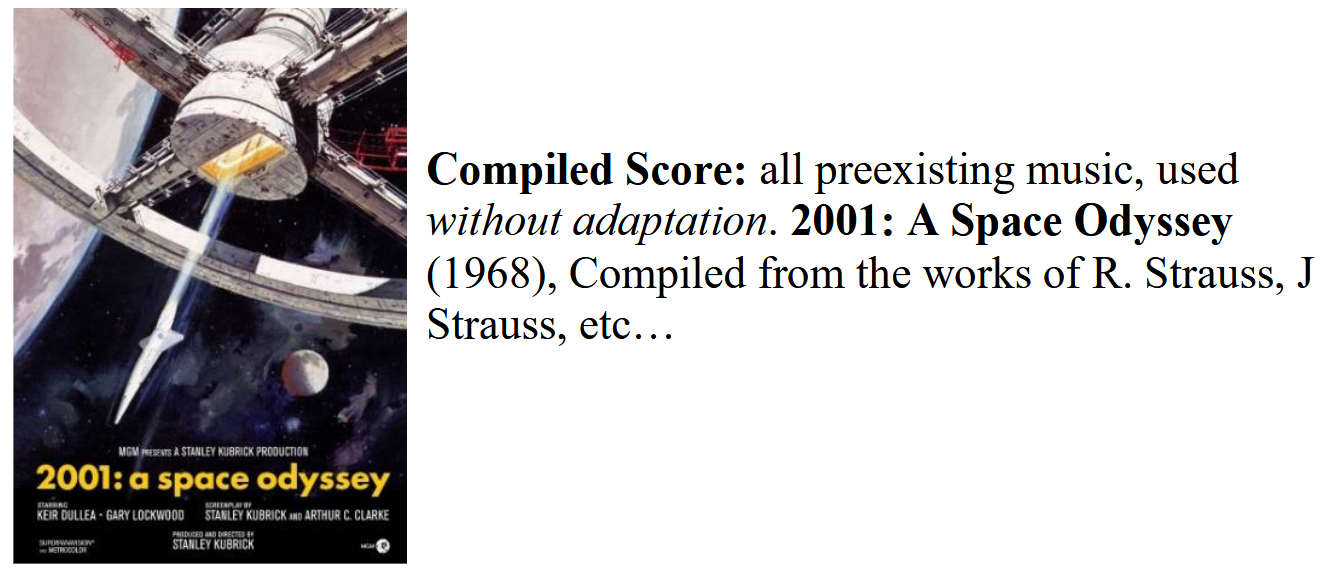 Compiled Score: all preexisting music, used
without adaptation. 2001: A Space Odyssey
(1968), Compiled from the works of R. Strauss, J
Strauss, etc…
MGM PRESENTS A STANLEY KUBRICK PRODUCTION
2001: a space odyssey
STARRING
KEIR DULLEA · GARY LOCKWOOD
SCREENPLAY BY
STANLEY KUBRICK AND ARTHUR C. CLARKE
PRODUCED AND DIRECTED BY
STANLEY KUBRICK
SUPER PANAVISION®
AND METROCOLOR
MGM